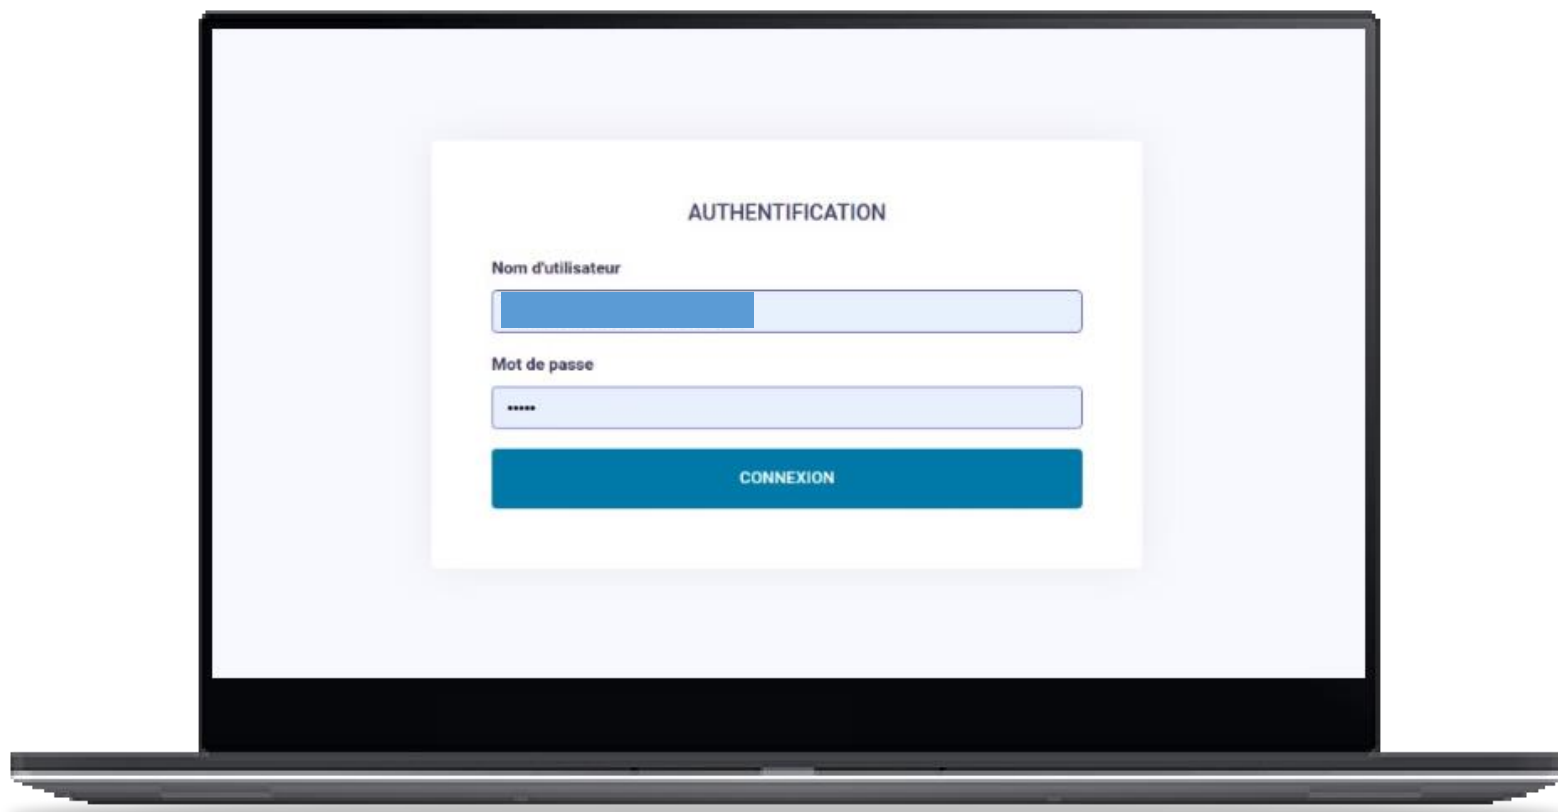 AUTHENTIFICATION
Nom d'utilisateur
Mot de passe
•••••
CONNEXION